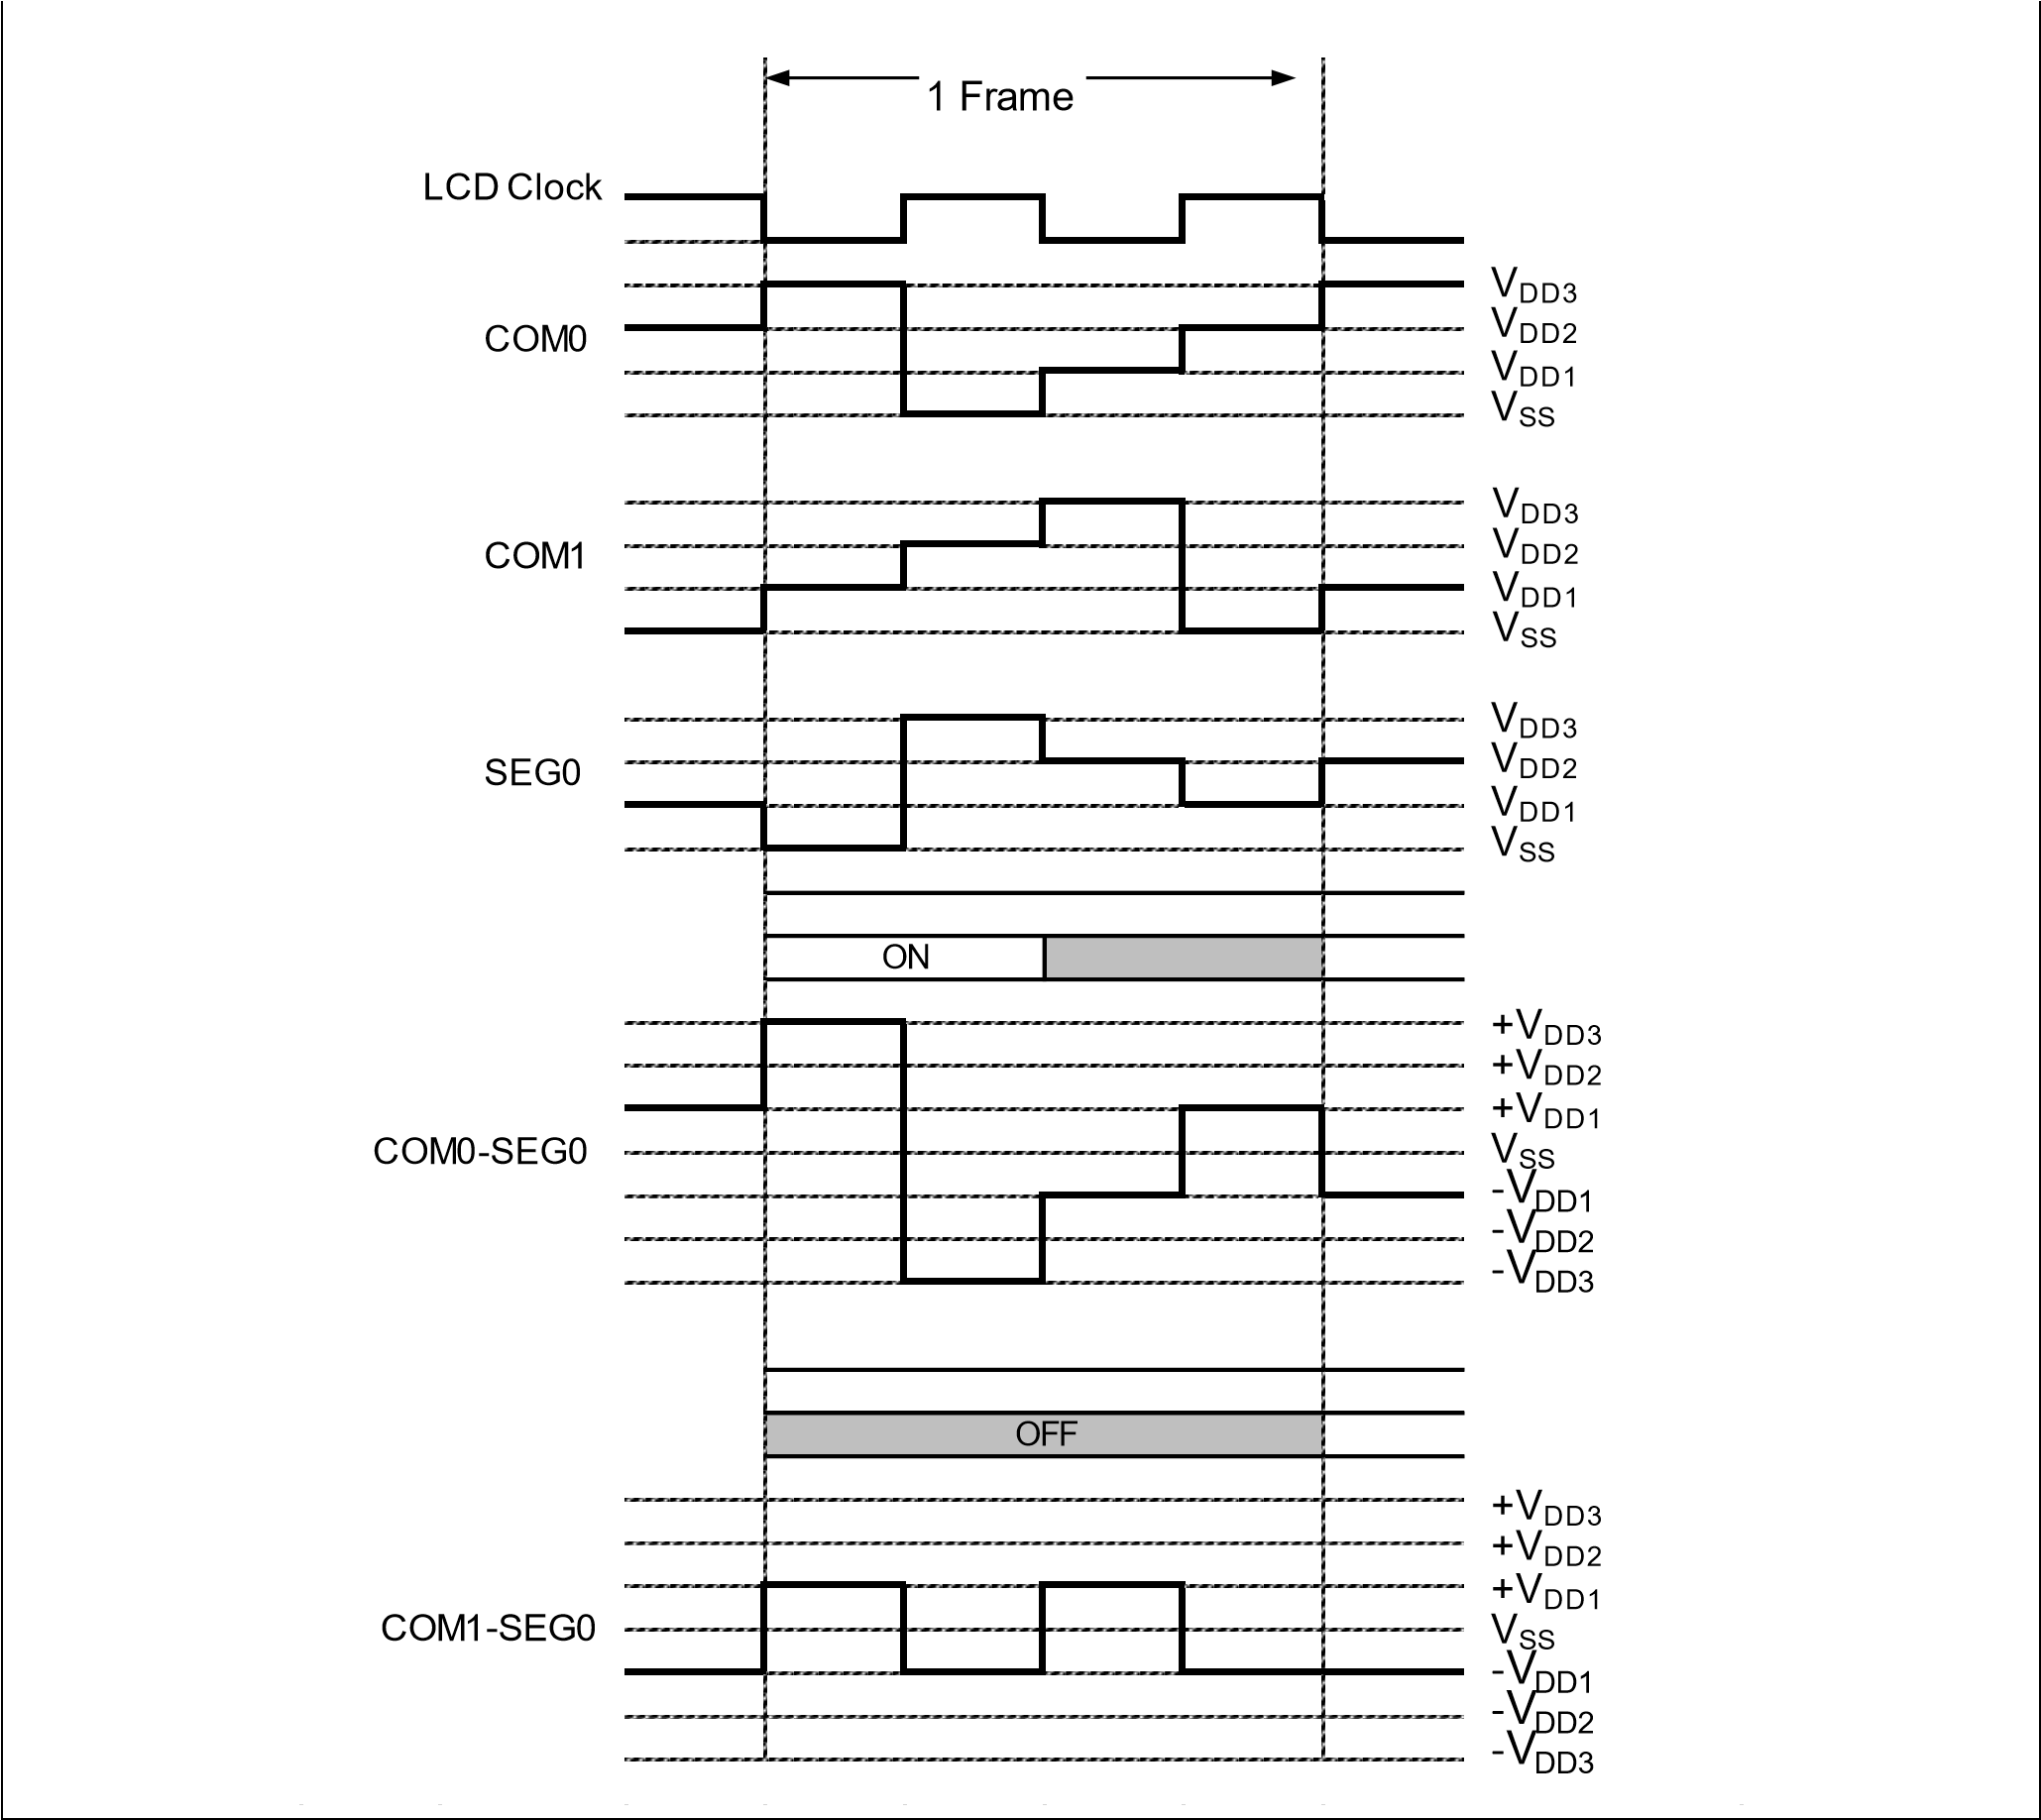 1 Frame
LCD Clock
VDD3
COM0
VDD2
VDD1
VSS
VDD3
COM1
VDD2
VDD1
VSS
VDD3
SEG0
VDD2
VDD1
VSS
ON
+VDD3
+VDD2
+VDD1
COM0-SEG0
VSS
-VDD1
-VDD2
-VDD3
OFF
+VDD3
+VDD2
+VDD1
COM1-SEG0
VSS
-VDD1
-VDD2
-VDD3